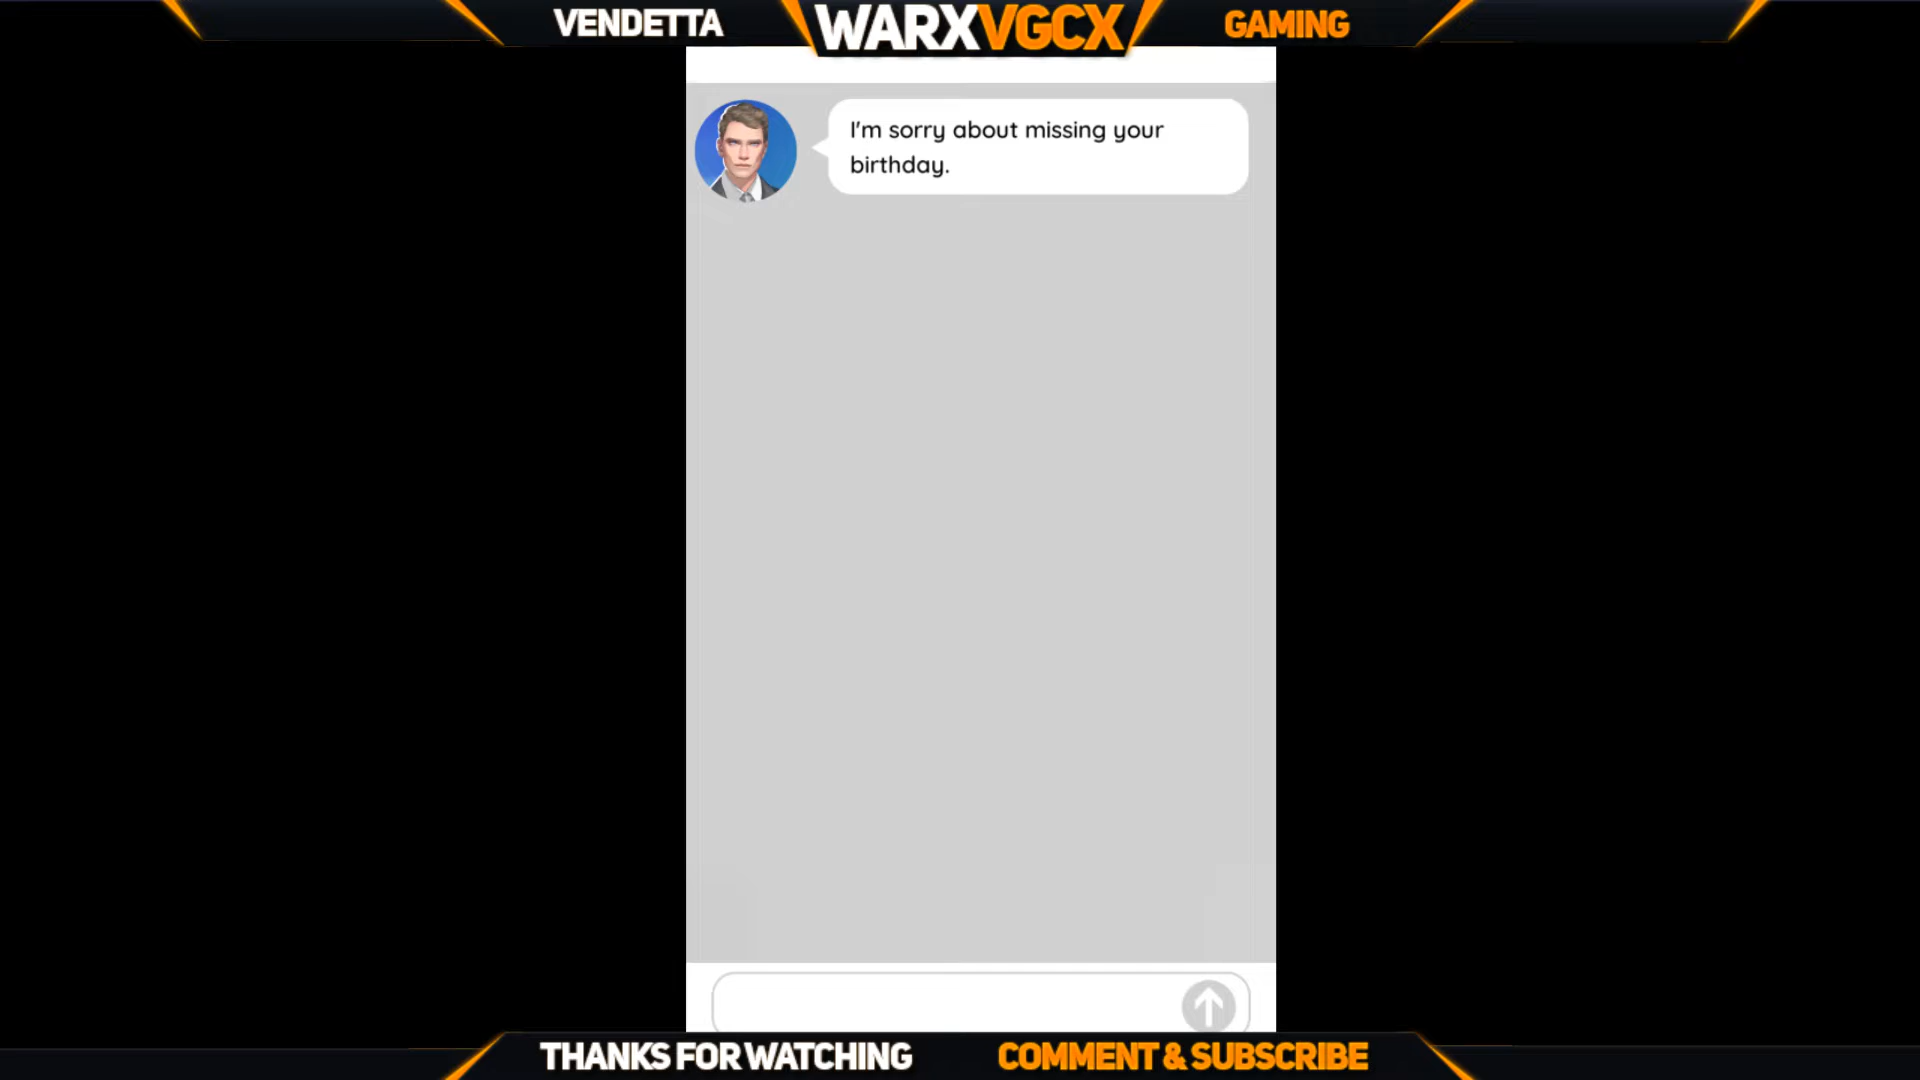 VENDETTA WARXVGCX GAMING
I'm sorry about missing your
birthday.
THANKS FOR WATCHING COMMENT & SUBSCRIBE